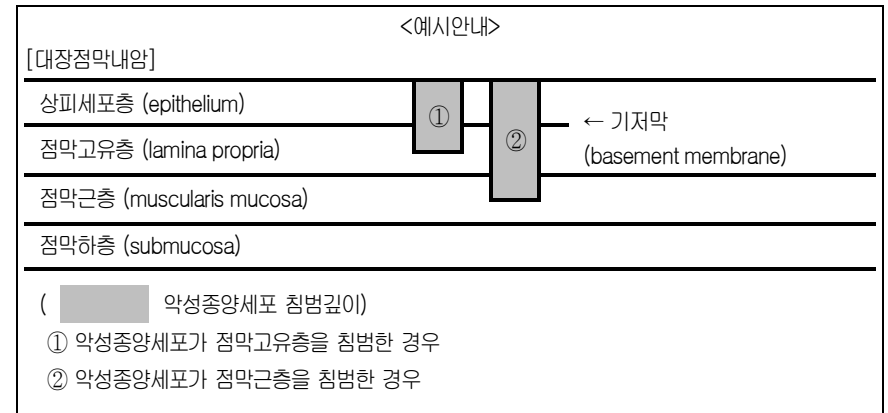 <예시안내>
[대장점막내암]
상피세포층 (epithelium)
①
← 기저막
②
점막고유층 (lamina propria)
(basement membrane)
점막근층 (muscularis mucosa)
점막하층 (submucosa)
( 악성종양세포 침범깊이)
① 악성종양세포가 점막고유층을 침범한 경우
② 악성종양세포가 점막근층을 침범한 경우